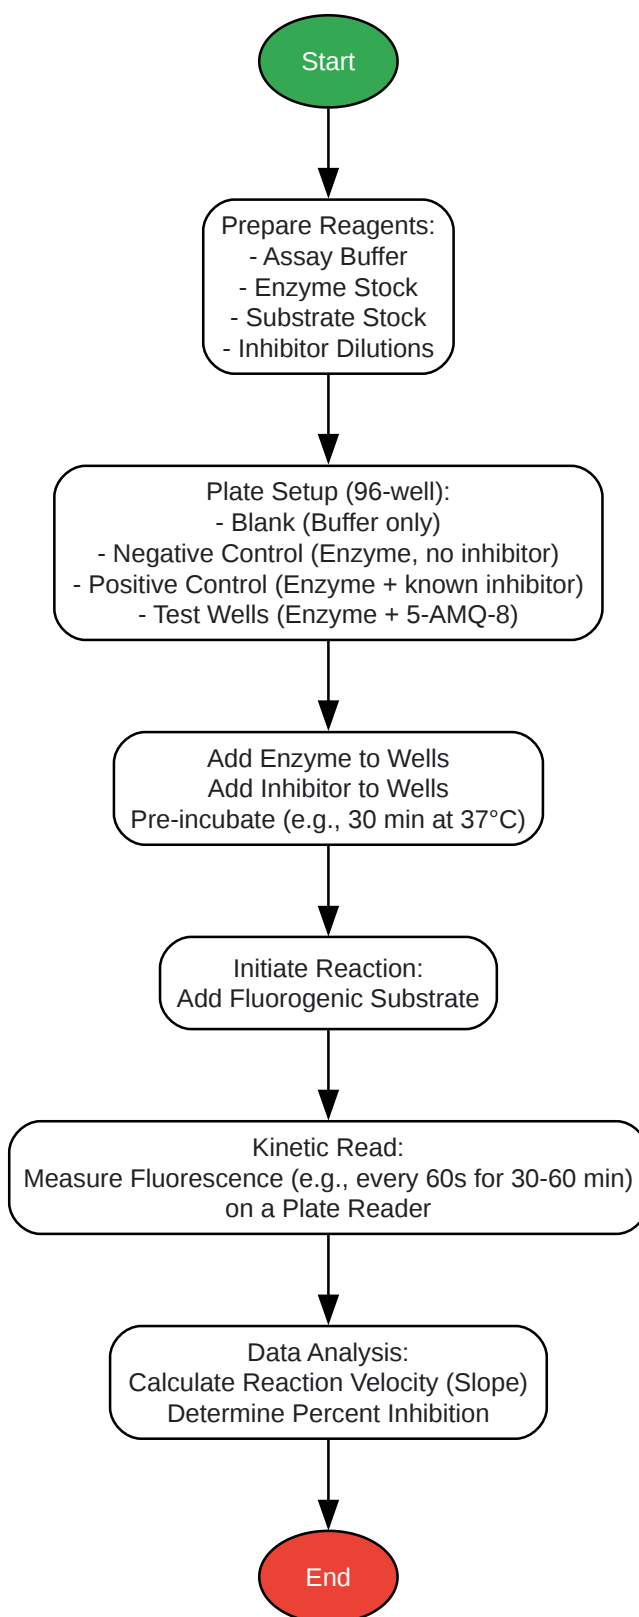 Start
Prepare Reagents:
- Assay Buffer
- Enzyme Stock
- Substrate Stock
- Inhibitor Dilutions
Plate Setup (96-well):
- Blank (Buffer only)
- Negative Control (Enzyme, no inhibitor)
- Positive Control (Enzyme + known inhibitor)
- Test Wells (Enzyme + 5-AMQ-8)
Add Enzyme to Wells
Add Inhibitor to Wells
Pre-incubate (e.g., 30 min at 37°C)
Initiate Reaction:
Add Fluorogenic Substrate
Kinetic Read:
Measure Fluorescence (e.g., every 60s for 30-60 min)
on a Plate Reader
Data Analysis:
Calculate Reaction Velocity (Slope)
Determine Percent Inhibition
End